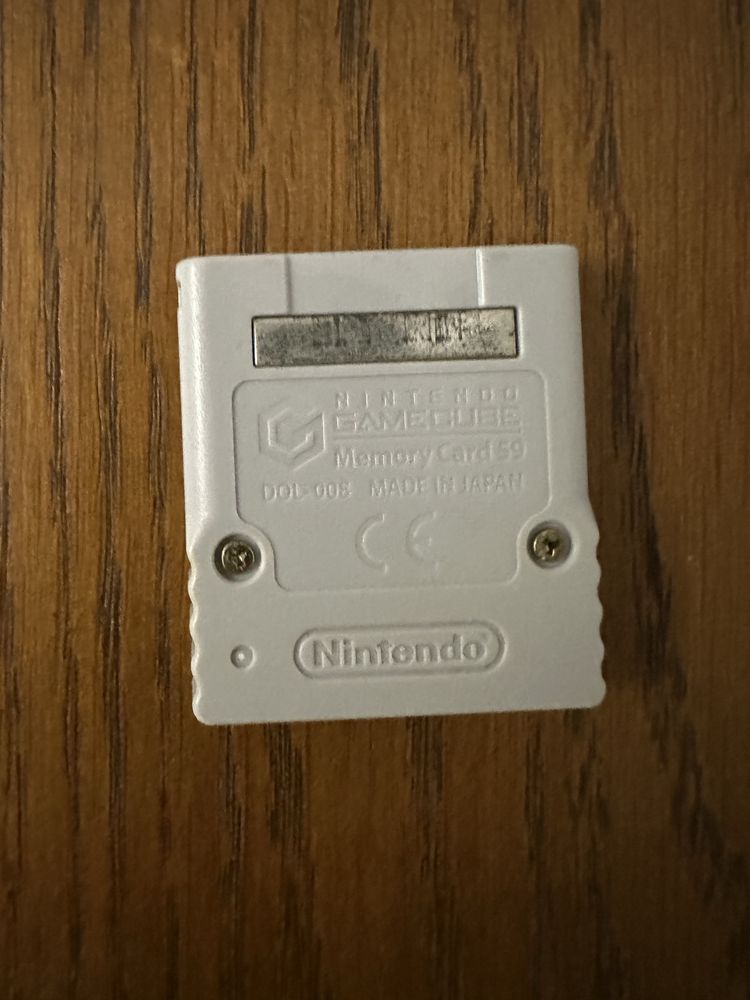 NINTENDO
GAMECUBE
Memory Card 59
DOL-008 MADE IN JAPAN
CE
Nintendo